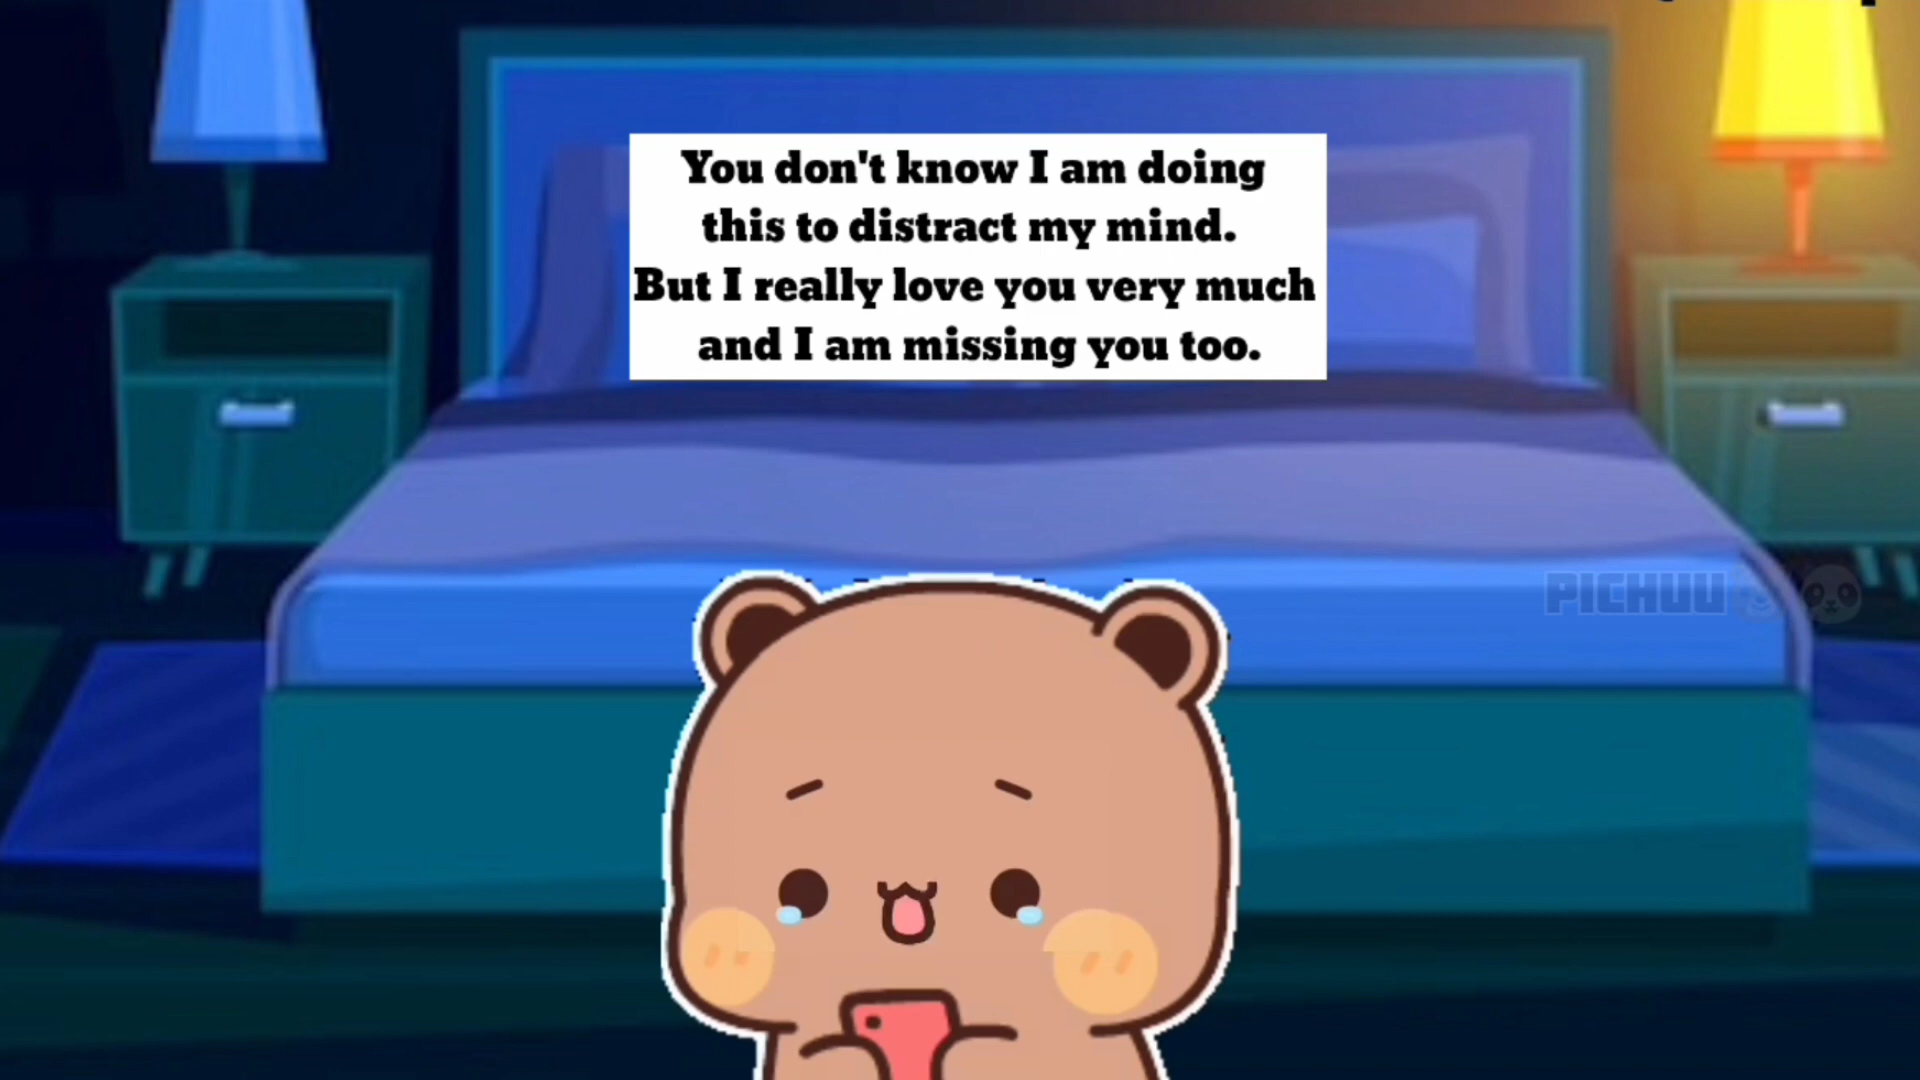 You don't know I am doing
this to distract my mind.
But I really love you very much
and I am missing you too.
PICHUU